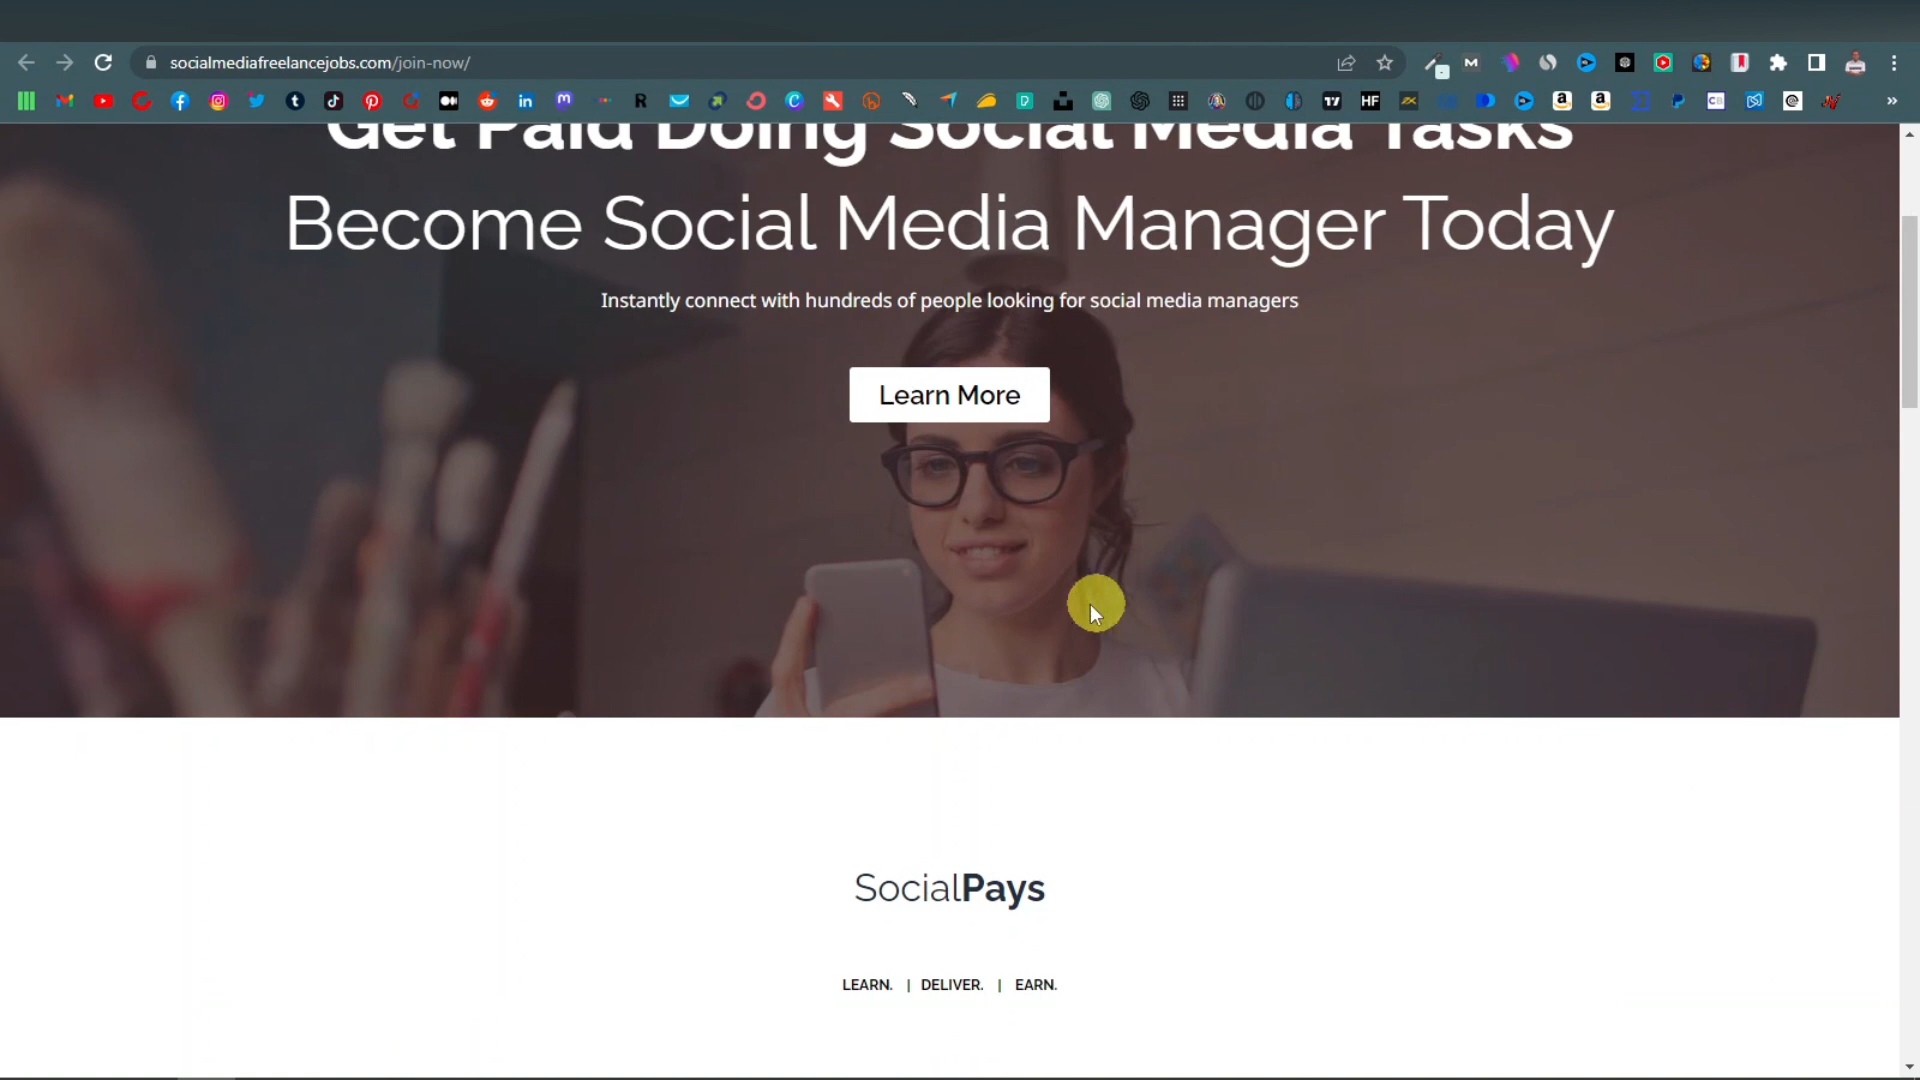 socialmediafreelancejobs.com/join-now/
Get Paid Doing Social Media Tasks
Become Social Media Manager Today
Instantly connect with hundreds of people looking for social media managers
Learn More
SocialPays
LEARN. | DELIVER. | EARN.